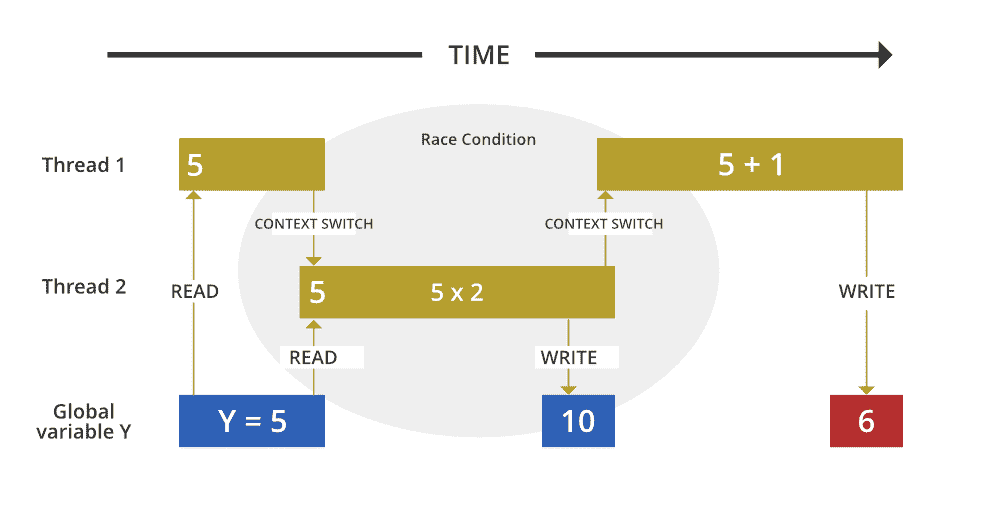 TIME
Race Condition
Thread 1
5
5 + 1
CONTEXT SWITCH
CONTEXT SWITCH
Thread 2
READ
5
5 x 2
WRITE
READ
WRITE
Global
variable Y
Y = 5
10
6